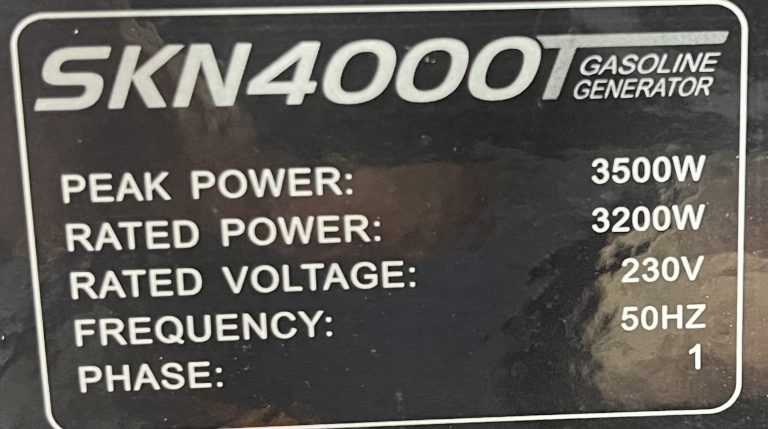 SKN4000T GASOLINE
GENERATOR
PEAK POWER: 3500W
RATED POWER: 3200W
RATED VOLTAGE: 230V
FREQUENCY: 50HZ
PHASE: 1